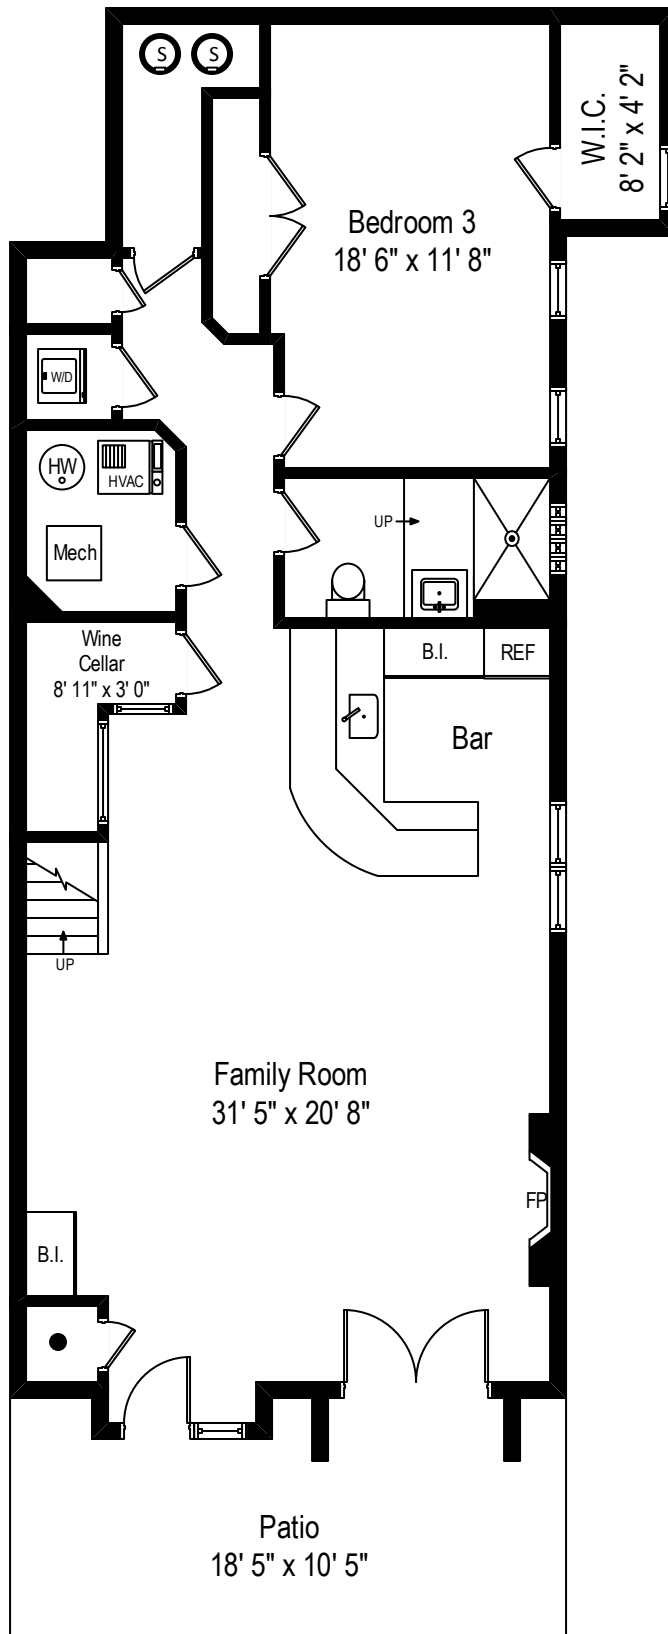 S
S
W.I.C.
8' 2" x 4' 2"
Bedroom 3
18' 6" x 11' 8"
W/D
HW
HVAC
UP
Mech
Wine
Cellar
8' 11" x 3' 0"
B.I.
REF
Bar
UP
Family Room
31' 5" x 20' 8"
FP
B.I.
Patio
18' 5" x 10' 5"